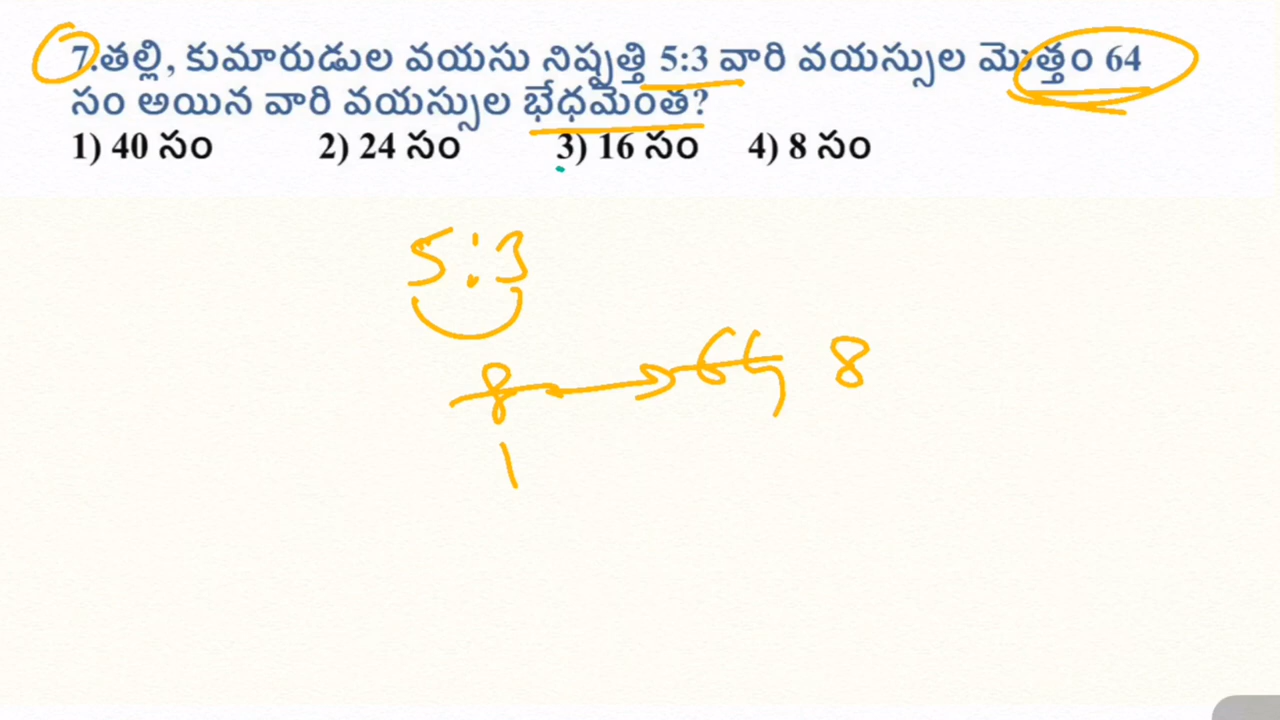 7.తల్లి, కుమారుడుల వయసు నిష్పత్తి 5:3 వారి వయస్సుల మొత్తం 64
సం అయిన వారి వయస్సుల భేధమెంత?
1) 40 సం 2) 24 సం 3) 16 సం 4) 8 సం
5:3
8 → 64 8
1